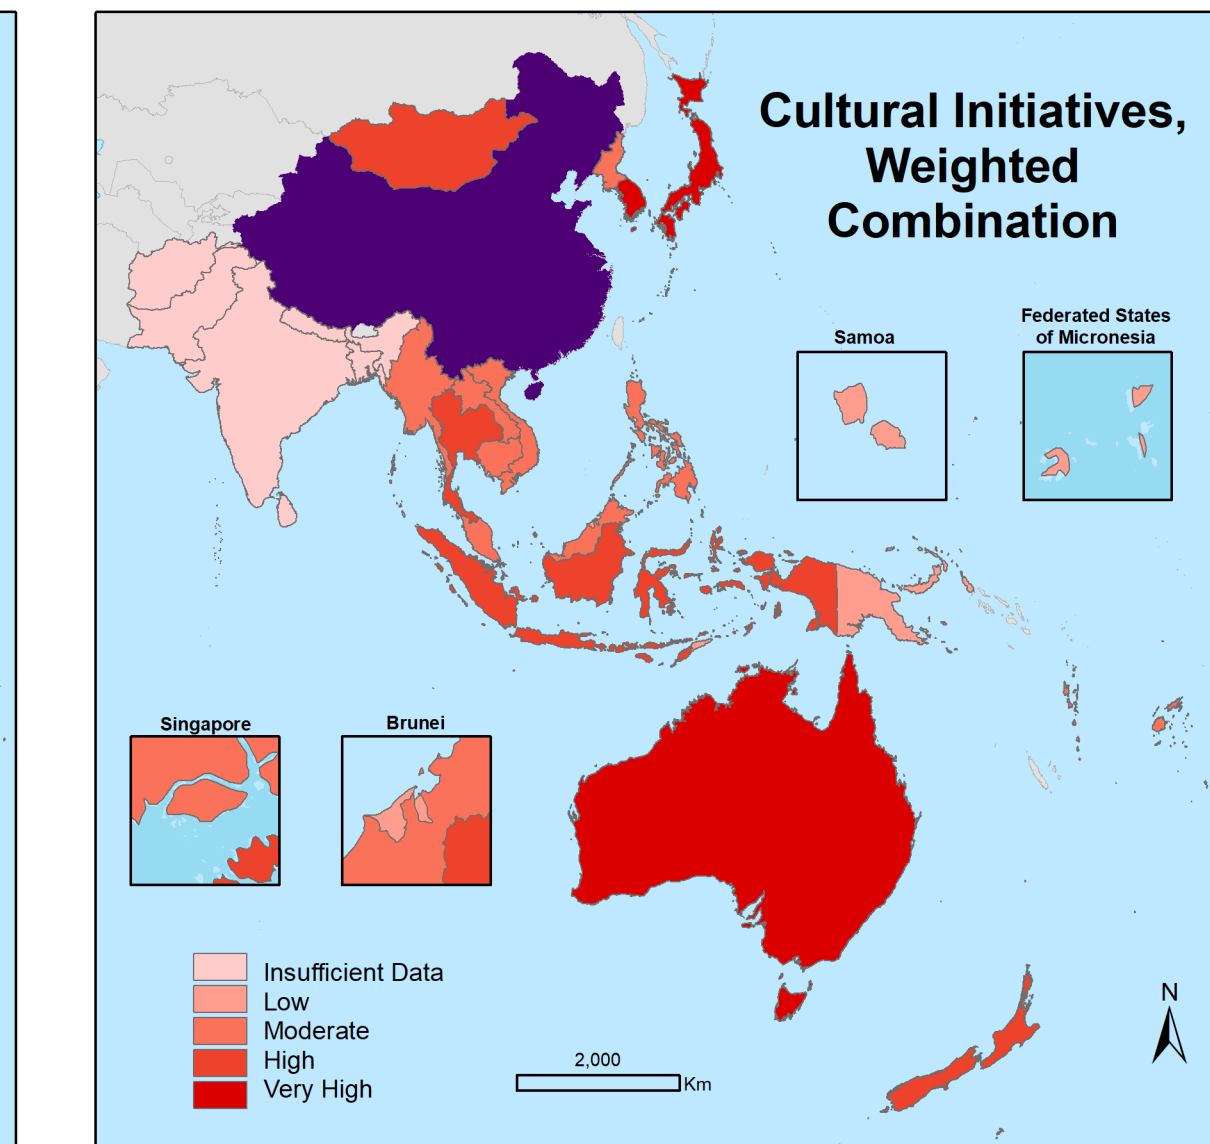 Cultural Initiatives,
Weighted
Combination
Federated States
of Micronesia
Samoa
Singapore
Brunei
Insufficient Data
Low
Moderate
High
Very High
2,000
Km
N